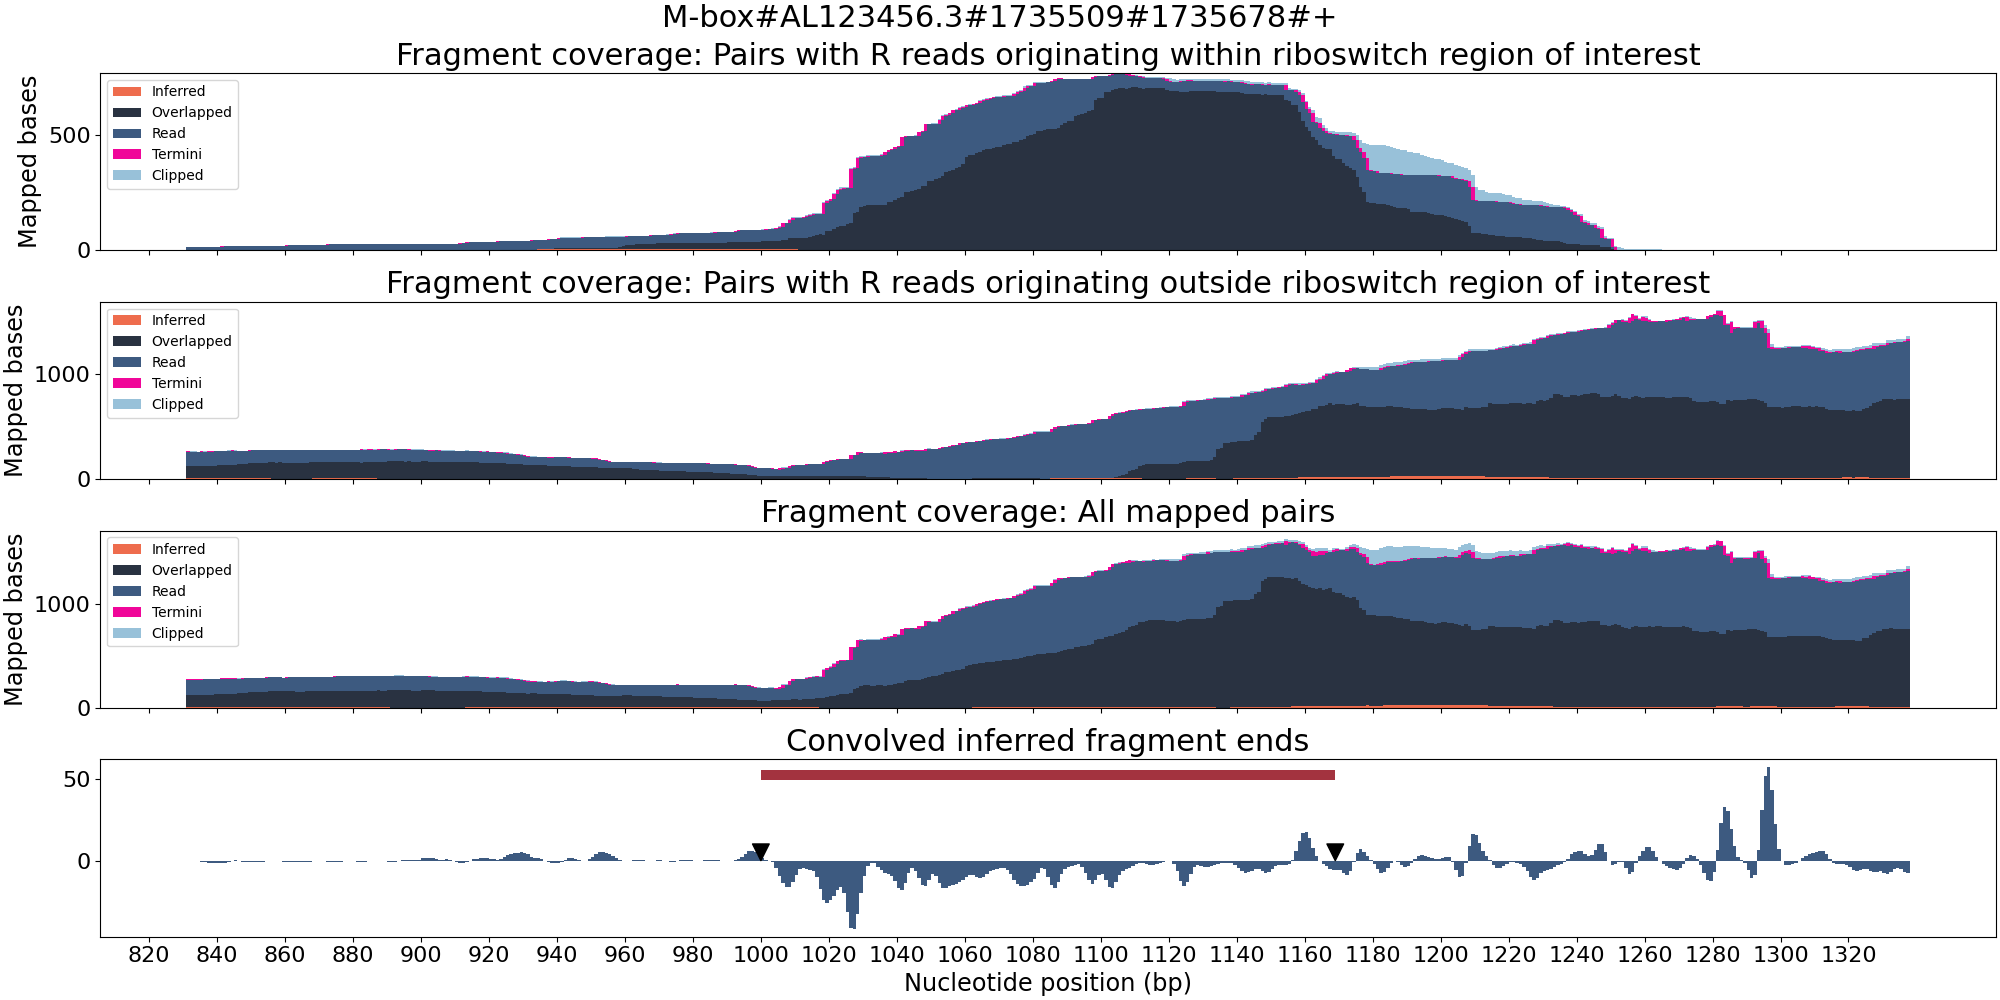 M-box#AL123456.3#1735509#1735678#+
Fragment coverage: Pairs with R reads originating within riboswitch region of interest
Mapped bases
500
0
Inferred
Overlapped
Read
Termini
Clipped
Fragment coverage: Pairs with R reads originating outside riboswitch region of interest
Mapped bases
1000
0
Inferred
Overlapped
Read
Termini
Clipped
Fragment coverage: All mapped pairs
Mapped bases
1000
0
Inferred
Overlapped
Read
Termini
Clipped
Convolved inferred fragment ends
50
0
820 840 860 880 900 920 940 960 980 1000 1020 1040 1060 1080 1100 1120 1140 1160 1180 1200 1220 1240 1260 1280 1300 1320
Nucleotide position (bp)